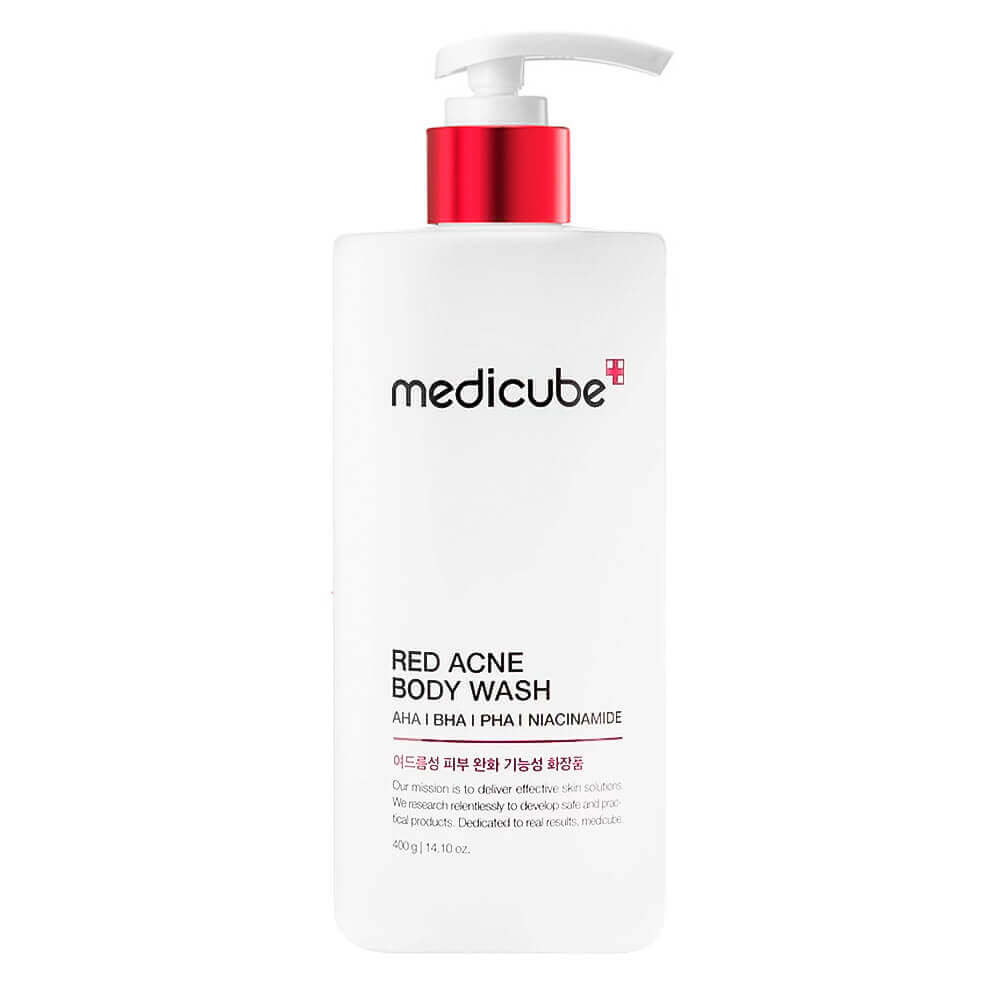 medicube
RED ACNE
BODY WASH
AHA I BHA I PHA I NIACINAMIDE
여드름성 피부 완화 기능성 화장품
Our mission is to deliver effective skin solutions.
We research relentlessly to develop safe and prac-
tical products. Dedicated to real results, medicube.
400 g | 14.10 oz.